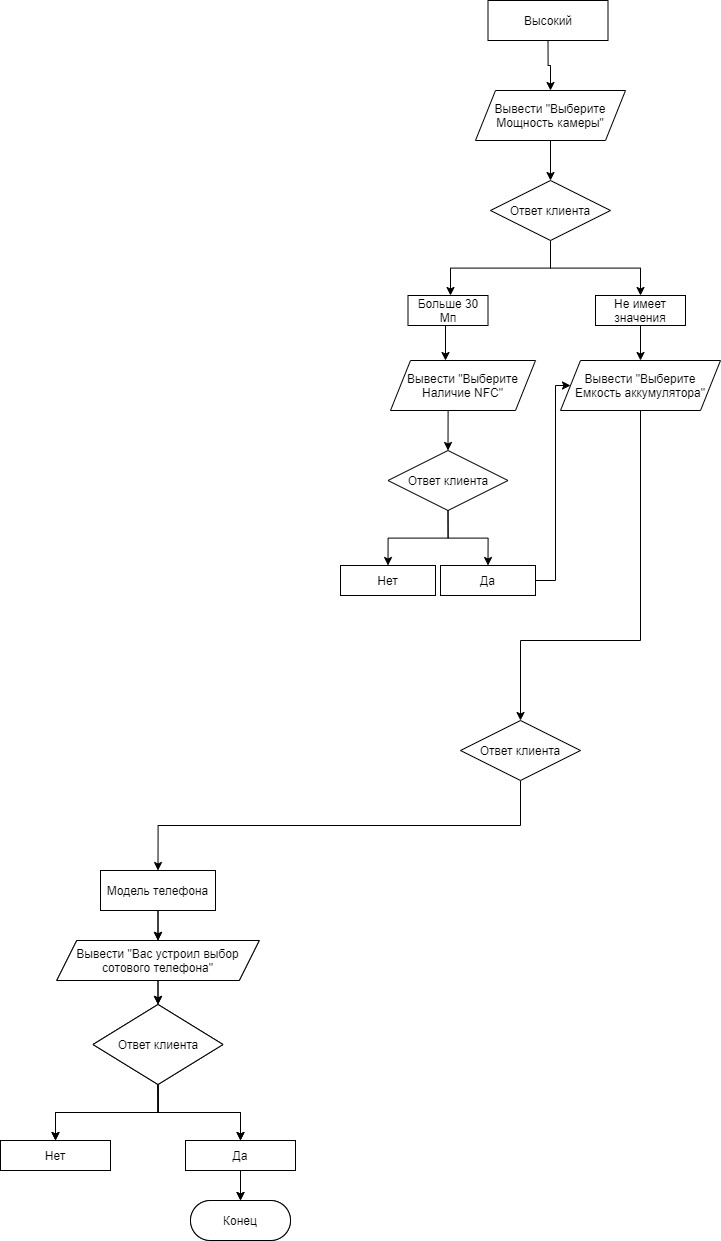 Высокий
Вывести "Выберите
Мощность камеры"
Ответ клиента
Больше 30
Мп
Не имеет
значения
Вывести "Выберите
Наличие NFC"
Вывести "Выберите
Емкость аккумулятора"
Ответ клиента
Нет
Да
Ответ клиента
Модель телефона
Вывести "Вас устроил выбор
сотового телефона"
Ответ клиента
Нет
Да
Конец